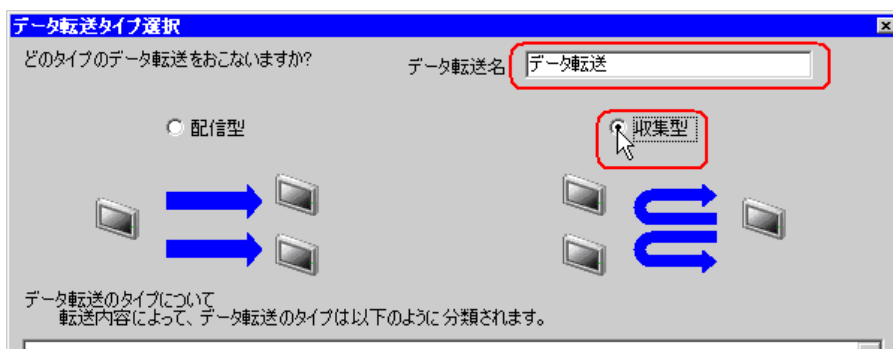 データ転送タイプ選択
どのタイプのデータ転送をおこないますか?
データ転送名
データ転送
配信型
収集型
データ転送のタイプについて
転送内容によって、データ転送のタイプは以下のように分類されます。